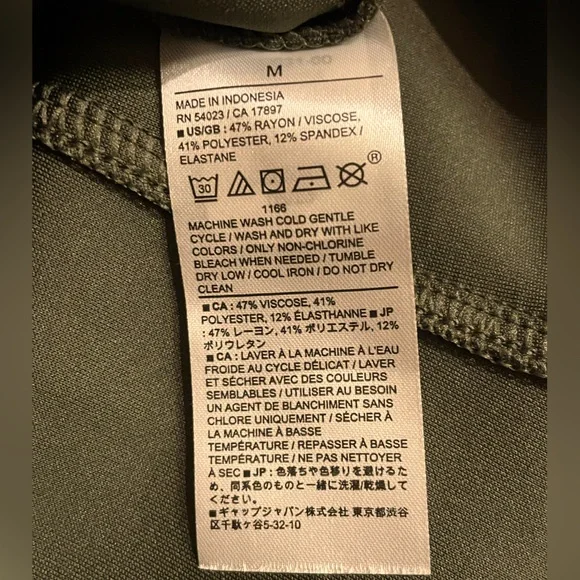 M
MADE IN INDONESIA
RN 54023 / CA 17897
■ US/GB : 47% RAYON / VISCOSE,
41% POLYESTER, 12% SPANDEX /
ELASTANE
30
®
1166
MACHINE WASH COLD GENTLE
CYCLE / WASH AND DRY WITH LIKE
COLORS / ONLY NON-CHLORINE
BLEACH WHEN NEEDED / TUMBLE
DRY LOW / COOL IRON / DO NOT DRY
CLEAN
■ CA : 47% VISCOSE, 41%
POLYESTER, 12% ÉLASTHANNE ■ JP
: 47% レーヨン, 41% ポリエステル, 12%
ポリウレタン
■ CA : LAVER À LA MACHINE À L'EAU
FROIDE AU CYCLE DÉLICAT / LAVER
ET SÉCHER AVEC DES COULEURS
SEMBLABLES / UTILISER AU BESOIN
UN AGENT DE BLANCHIMENT SANS
CHLORE UNIQUEMENT / SÉCHER À
LA MACHINE À BASSE
TEMPÉRATURE / REPASSER À BASSE
TEMPÉRATURE / NE PAS NETTOYER
À SEC ■ JP : 色落ちや色移りを避けるた
め、同系色のものと一緒に洗濯/乾燥して
ください。
■ ギャップジャパン株式会社 東京都渋谷
区千駄ヶ谷5-32-10